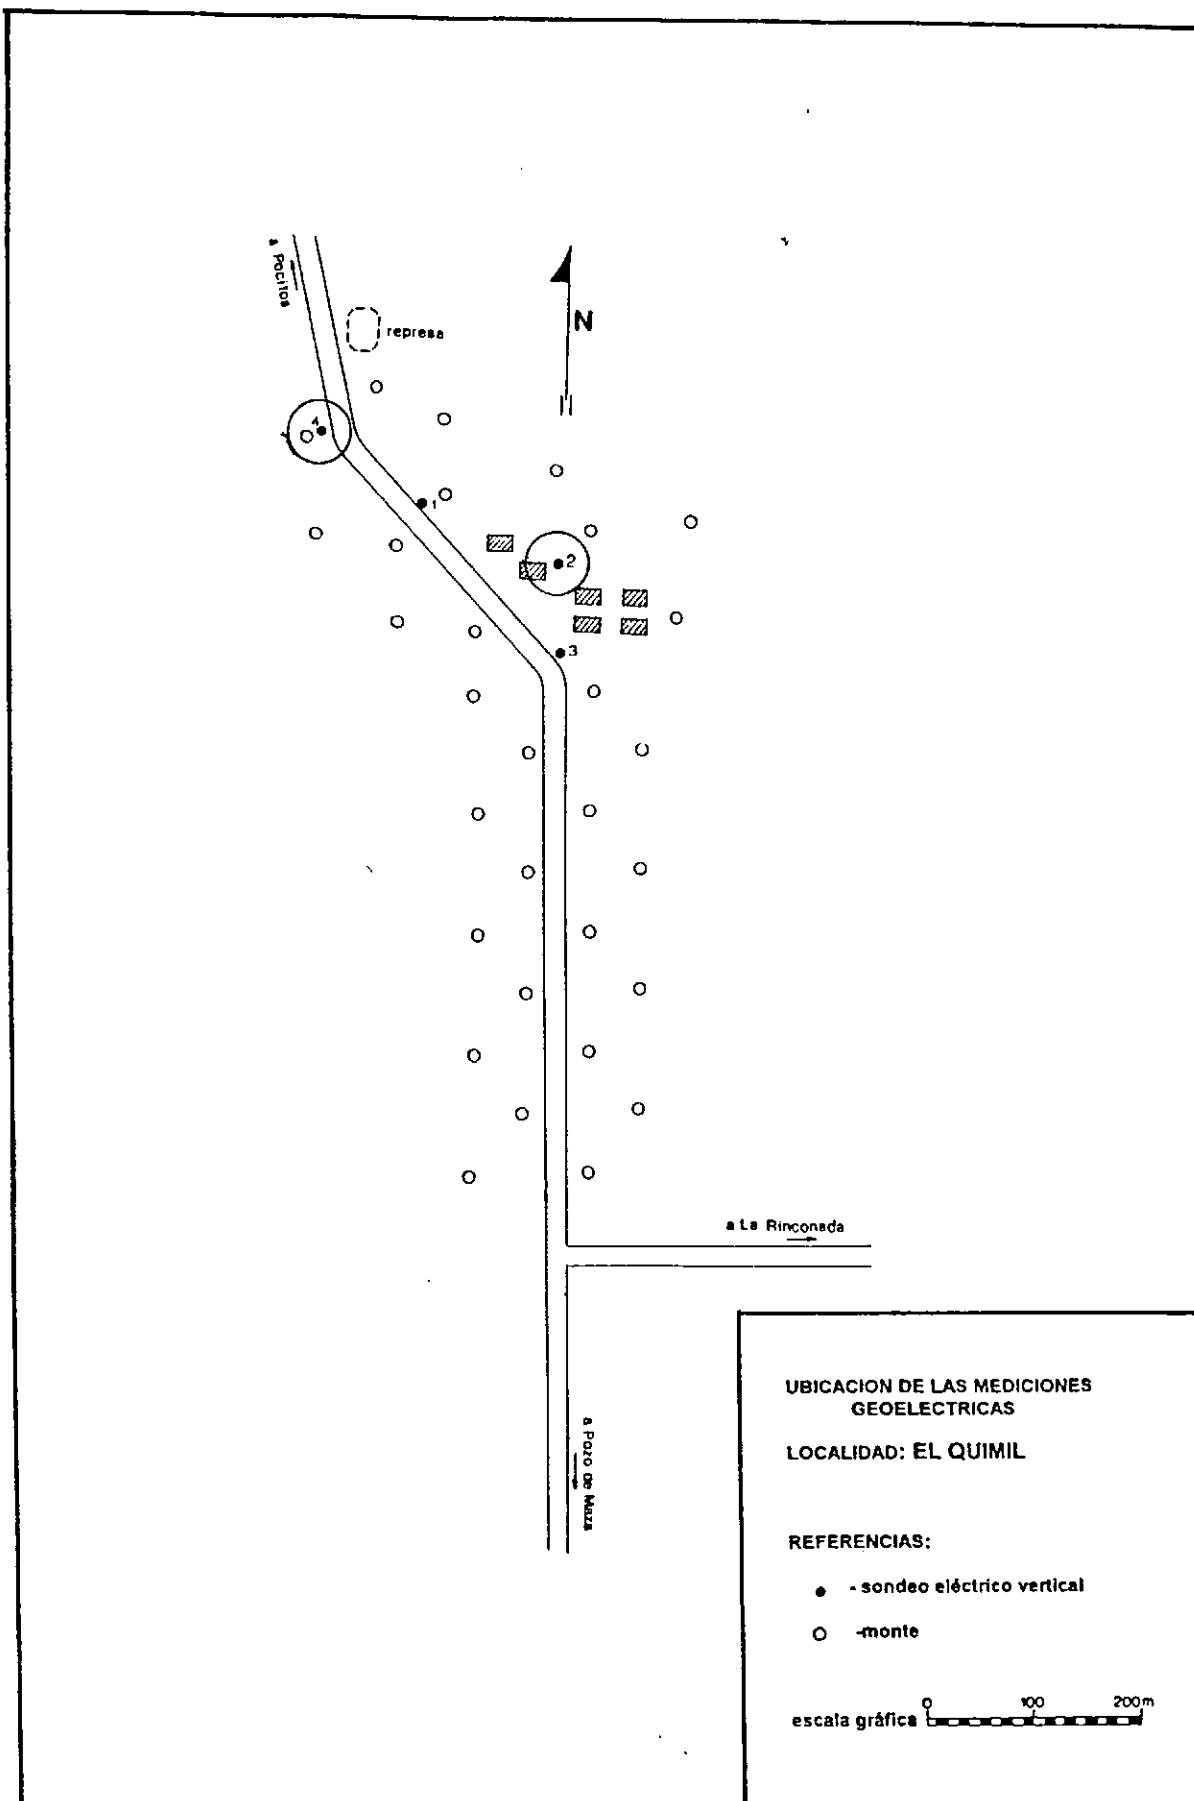 a Pocitos
represa
N
4
1
2
3
a La Rinconada
a Pozo de Maza
UBICACION DE LAS MEDICIONES
GEOELECTRICAS
LOCALIDAD: EL QUIMIL
REFERENCIAS:
- sondeo eléctrico vertical
-monte
0 100 200m
escala gráfica